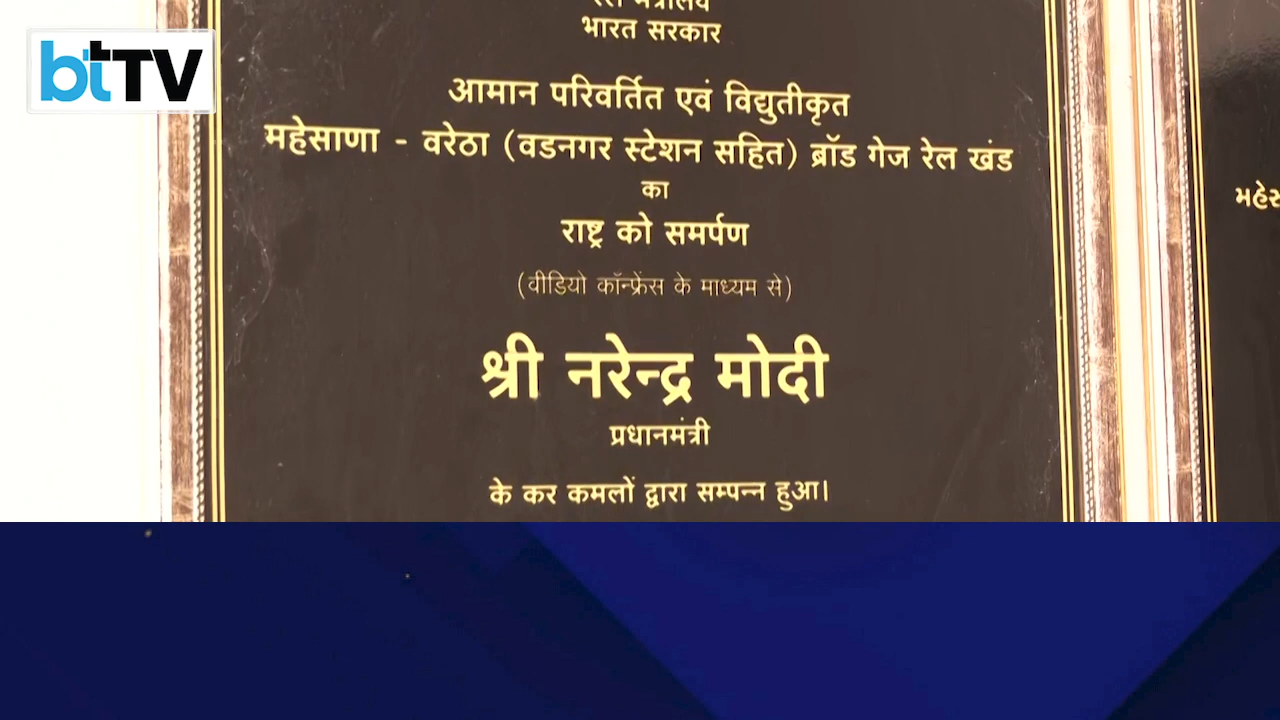 btTV
रेल मंत्रालय
भारत सरकार
आमान परिवर्तित एवं विद्युतीकृत
महेसाणा - वरेठा (वडनगर स्टेशन सहित) ब्रॉड गेज रेल खंड
का
राष्ट्र को समर्पण
(वीडियो कॉन्फ्रेंस के माध्यम से)
श्री नरेन्द्र मोदी
प्रधानमंत्री
के कर कमलों द्वारा सम्पन्न हुआ।